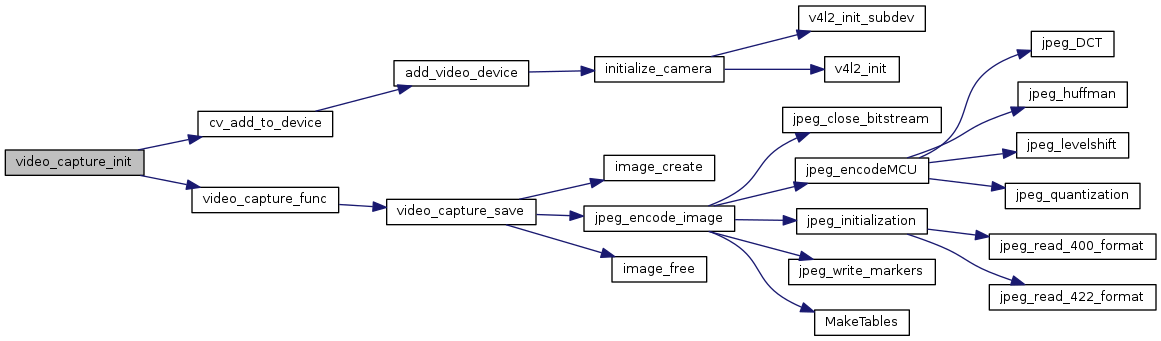 video_capture_init
cv_add_to_device
video_capture_func
add_video_device
video_capture_save
initialize_camera
image_create
jpeg_encode_image
image_free
v4l2_init_subdev
v4l2_init
jpeg_close_bitstream
jpeg_encodeMCU
jpeg_initialization
jpeg_write_markers
MakeTables
jpeg_DCT
jpeg_huffman
jpeg_levelshift
jpeg_quantization
jpeg_read_400_format
jpeg_read_422_format